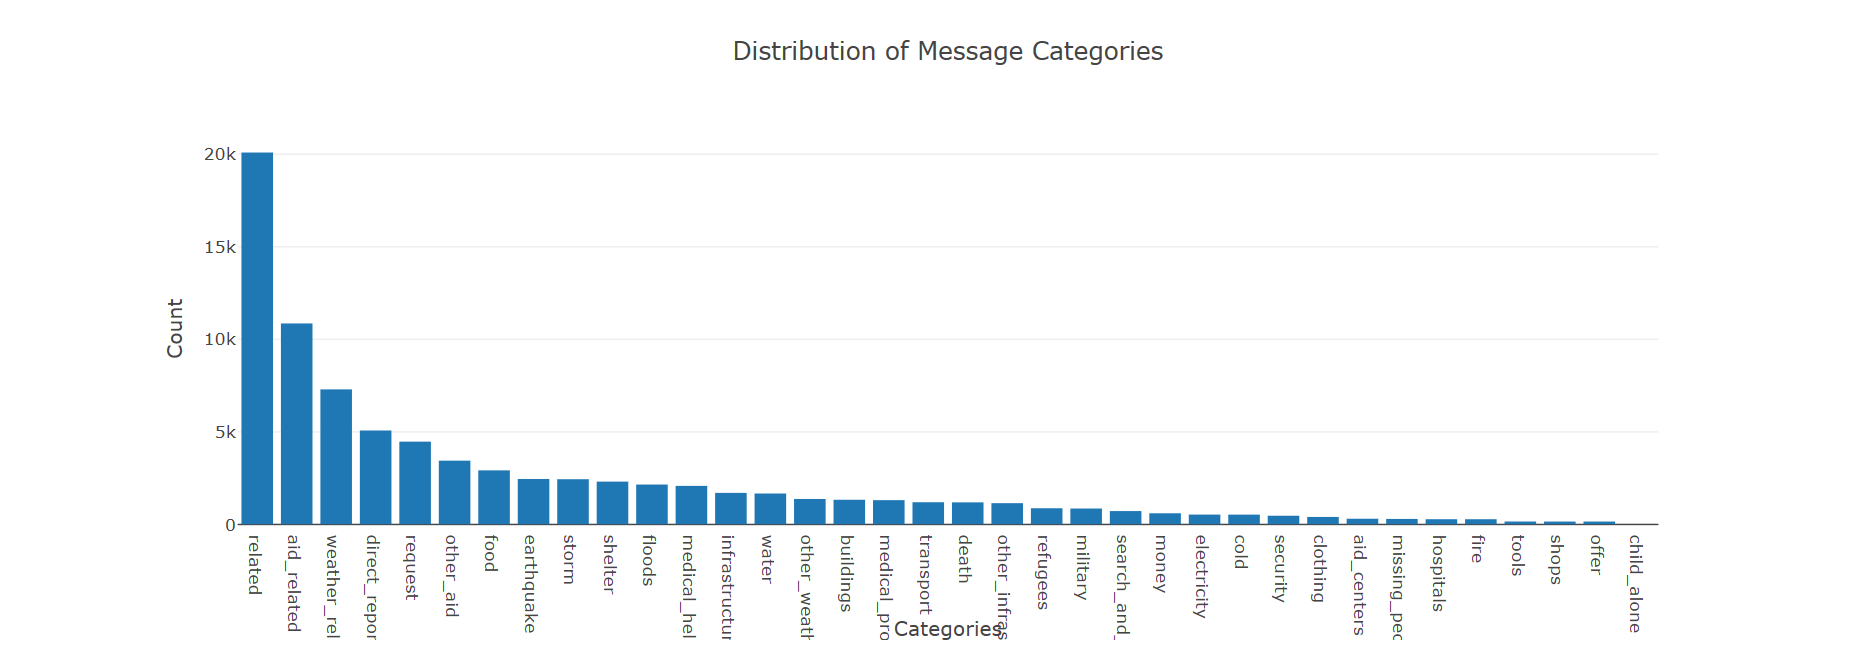 Distribution of Message Categories
20k
15k
10k
5k
0
Count
related
aid_related
weather_rel
direct_repor
request
other_aid
food
earthquake
storm
shelter
floods
medical_hel
infrastructur
water
other_weath
buildings
medical_pro
transport
death
other_infras
refugees
military
search_and_
money
electricity
cold
security
clothing
aid_centers
missing_peo
hospitals
fire
tools
shops
offer
child_alone
Categories